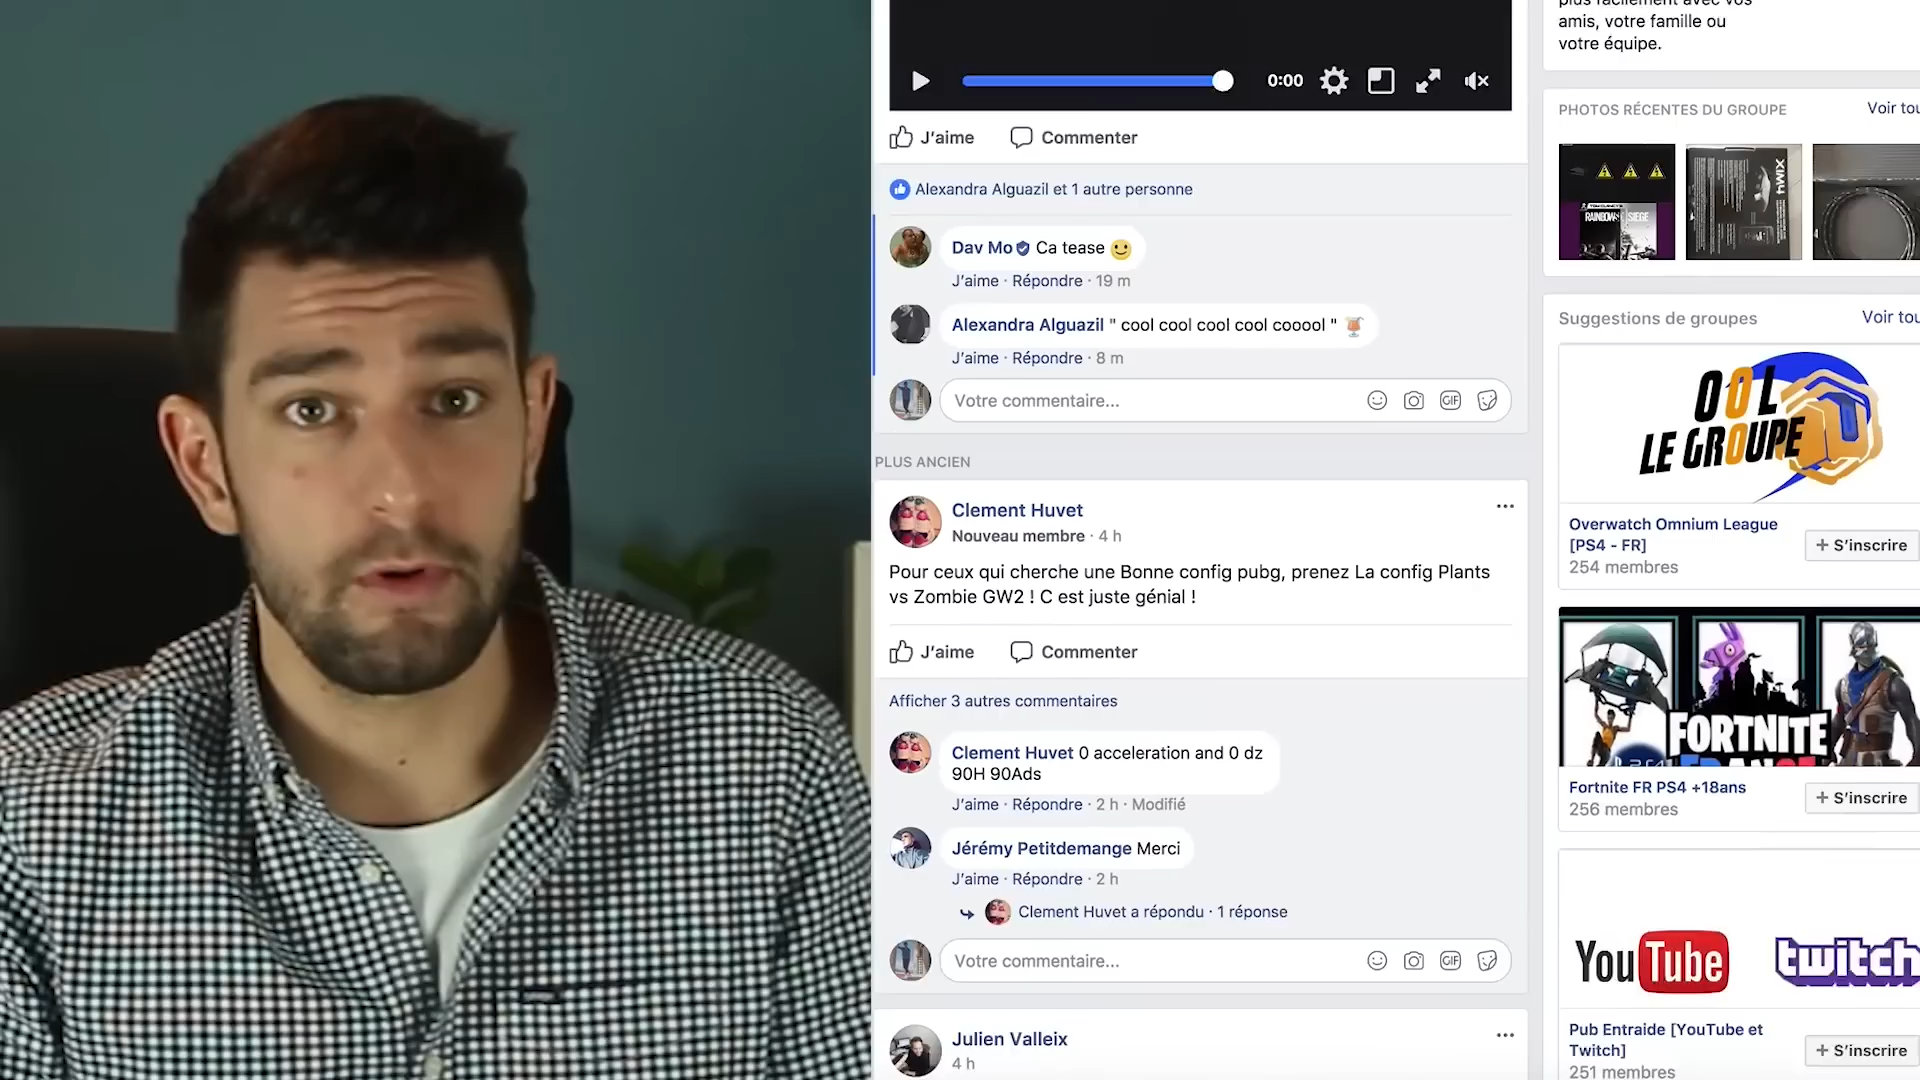 plus facilement avec vos
amis, votre famille ou
votre équipe.
0:00
J'aime
Commenter
Alexandra Alguazil et 1 autre personne
Dav Mo Ca tease
J'aime · Répondre · 19 m
Alexandra Alguazil " cool cool cool cool cooool "
J'aime · Répondre · 8 m
Votre commentaire...
GIF
PLUS ANCIEN
Clement Huvet
Nouveau membre · 4 h
Pour ceux qui cherche une Bonne config pubg, prenez La config Plants
vs Zombie GW2 ! C est juste génial !
J'aime
Commenter
Afficher 3 autres commentaires
Clement Huvet 0 acceleration and 0 dz
90H 90Ads
J'aime · Répondre · 2 h · Modifié
Jérémy Petitdemange Merci
J'aime · Répondre · 2 h
Clement Huvet a répondu · 1 réponse
Votre commentaire...
GIF
Julien Valleix
4 h
PHOTOS RÉCENTES DU GROUPE
Voir tou
RAINBOW SIEGE
XIM4
Suggestions de groupes
Voir tou
OOL
LE GROUPE
Overwatch Omnium League
[PS4 - FR]
254 membres
+ S'inscrire
FORTNITE
Fortnite FR PS4 +18ans
256 membres
+ S'inscrire
YouTube
twitch
Pub Entraide [YouTube et
Twitch]
251 membres
+ S'inscrire